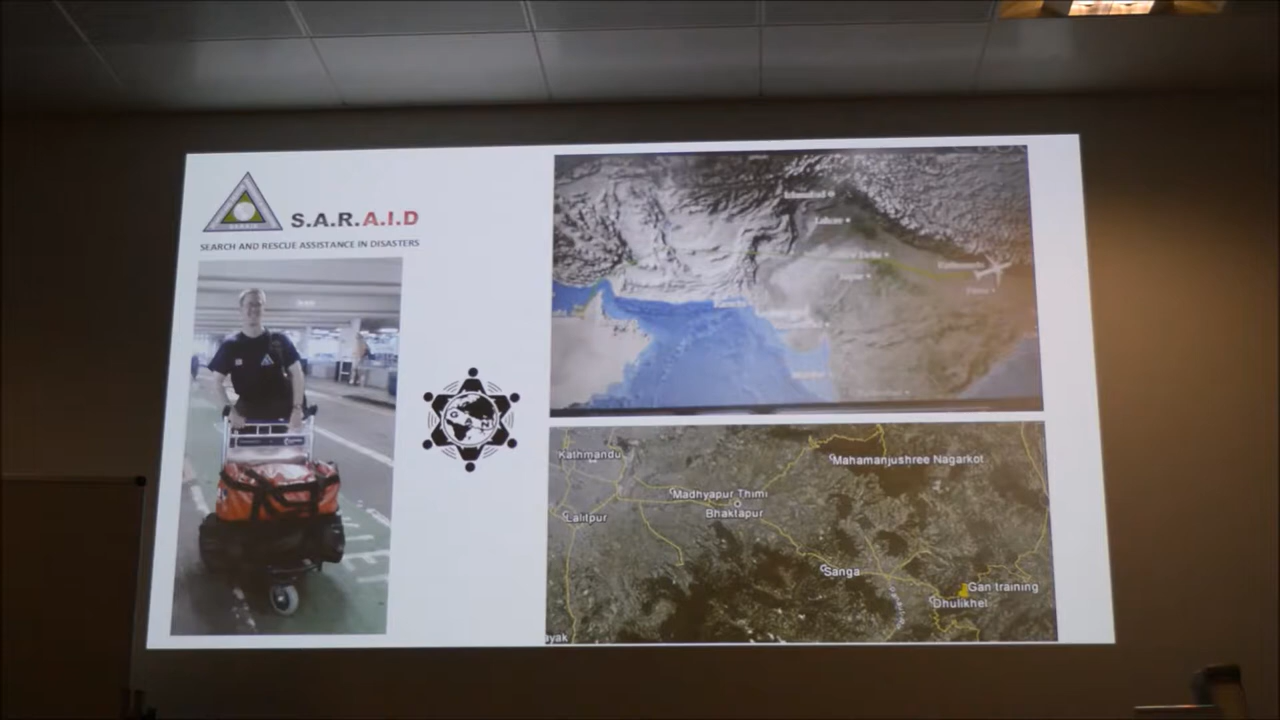 S.A.R.A.I.D
SEARCH AND RESCUE ASSISTANCE IN DISASTERS
Islamabad
Lahore
Kathmandu
Mahamanjushree Nagarkot
Madhyapur Thimi
Bhaktapur
Lalitpur
Sanga
Gan training
Dhulikhel
ayak